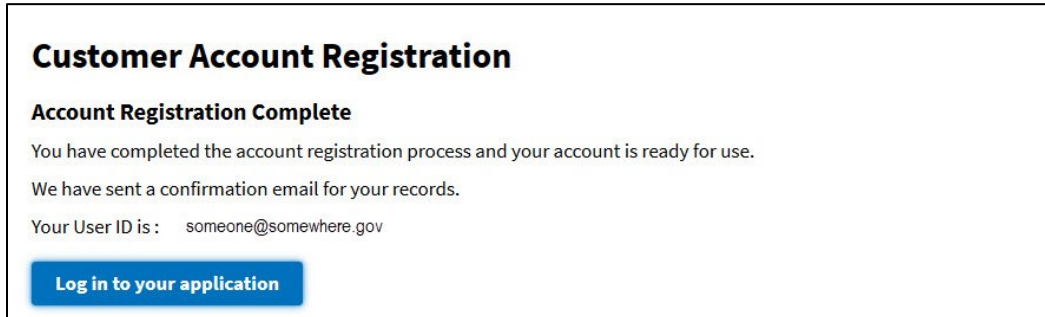 Customer Account Registration
Account Registration Complete
You have completed the account registration process and your account is ready for use.
We have sent a confirmation email for your records.
Your User ID is : someone@somewhere.gov
Log in to your application